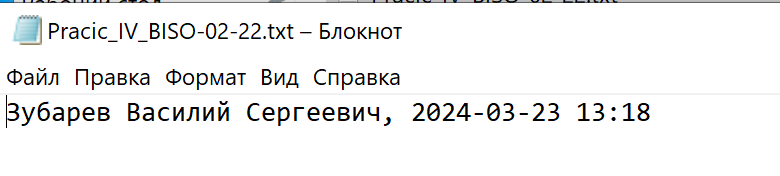 Pracic_IV_BISO-02-22.txt – Блокнот
Файл Правка Формат Вид Справка
Зубарев Василий Сергеевич, 2024-03-23 13:18